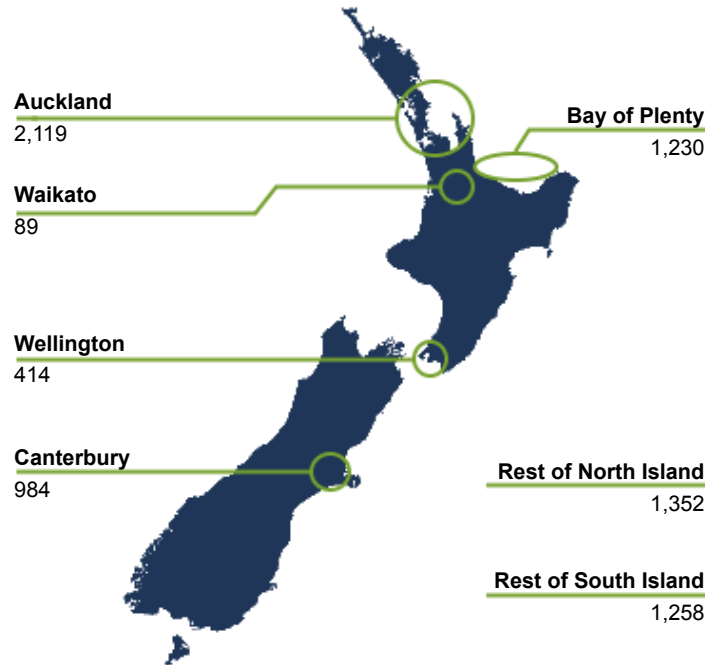 Auckland
2,119
Bay of Plenty
1,230
Waikato
89
Wellington
414
Canterbury
984
Rest of North Island
1,352
Rest of South Island
1,258